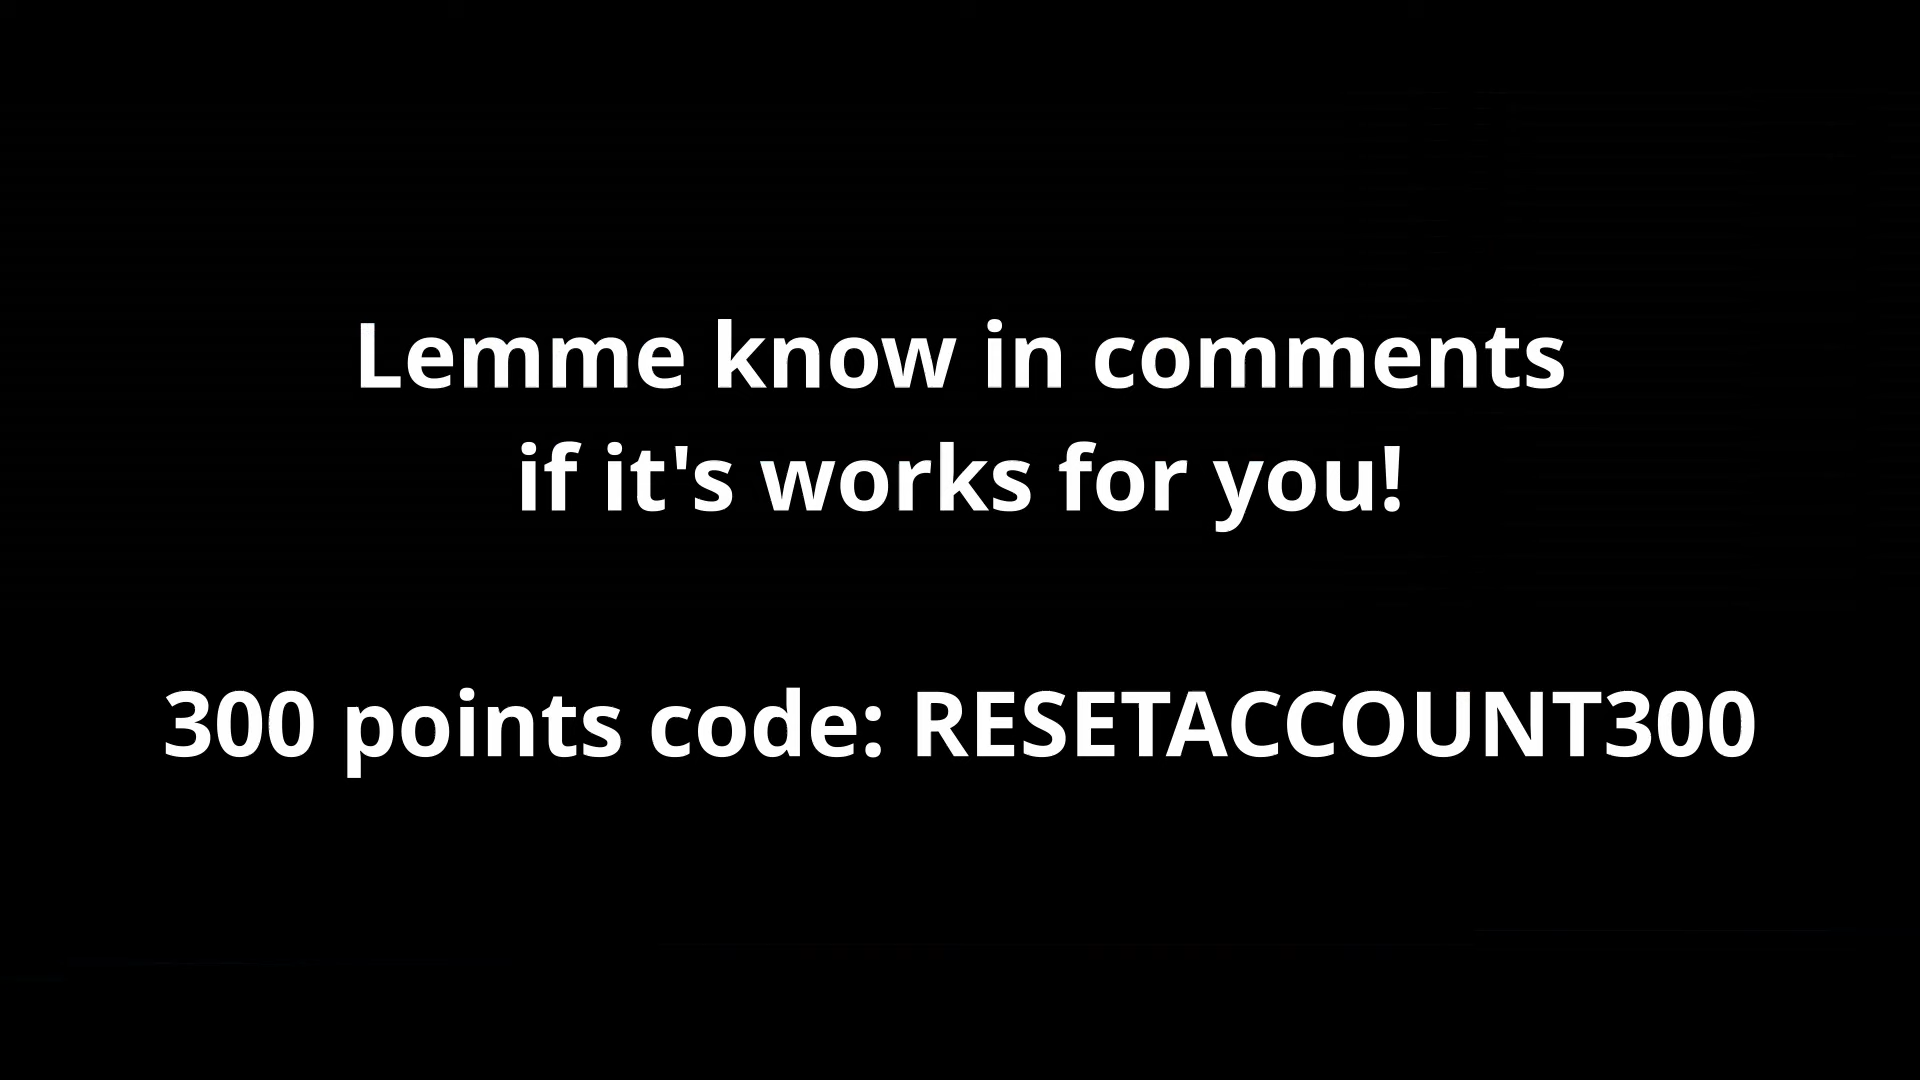 Lemme know in comments
if it's works for you!
300 points code: RESETACCOUNT300